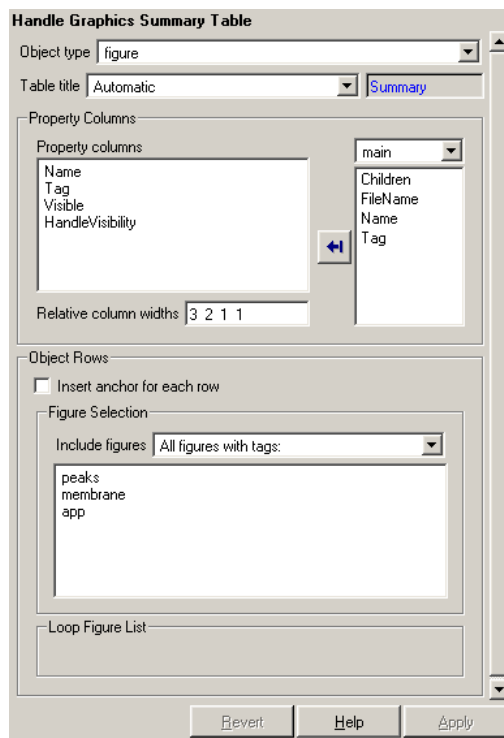 Handle Graphics Summary Table
Object type figure
Table title Automatic Summary
Property Columns
Property columns
Name
Tag
Visible
HandleVisibility
main
Children
FileName
Name
Tag
Relative column widths 3 2 1 1
Object Rows
Insert anchor for each row
Figure Selection
Include figures All figures with tags:
peaks
membrane
app
Loop Figure List
Revert Help Apply